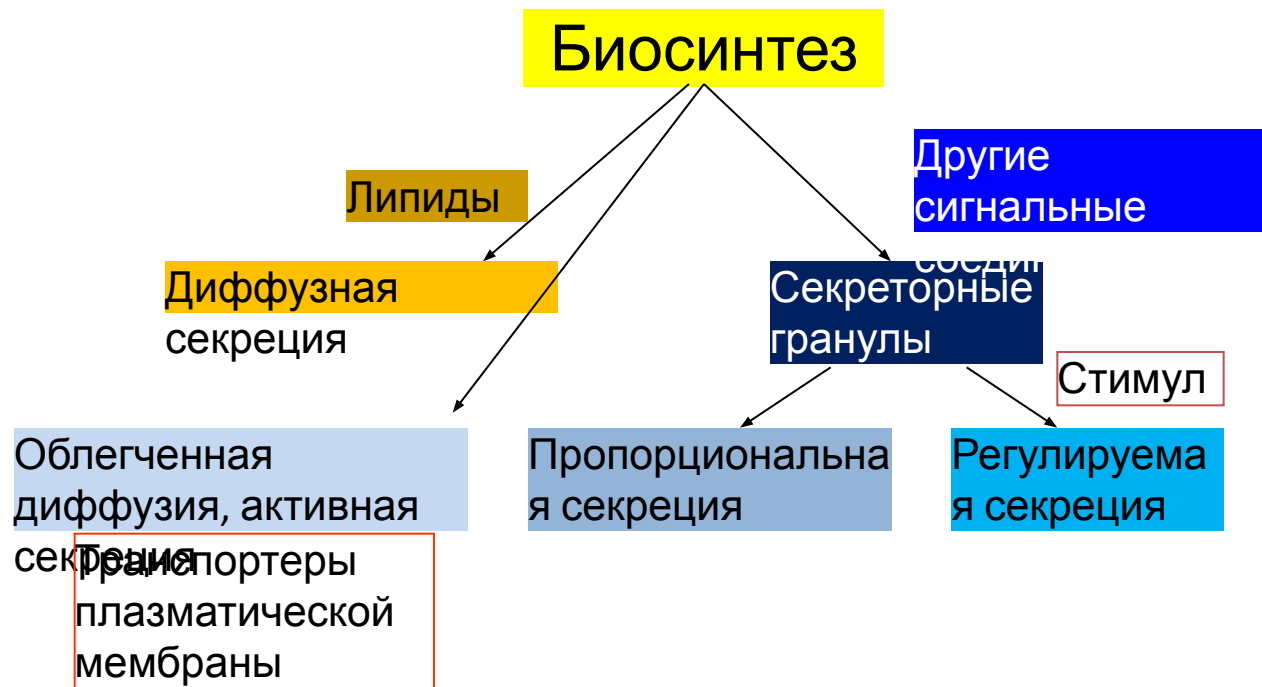 Биосинтез
Другие
сигнальные
Липиды
Диффузная
секреция
Секреторные
гранулы
Стимул
Облегченная
диффузия, активная
секреция
Пропорциональна
я секреция
Регулируема
я секреция
Транспортеры
плазматической
мембраны